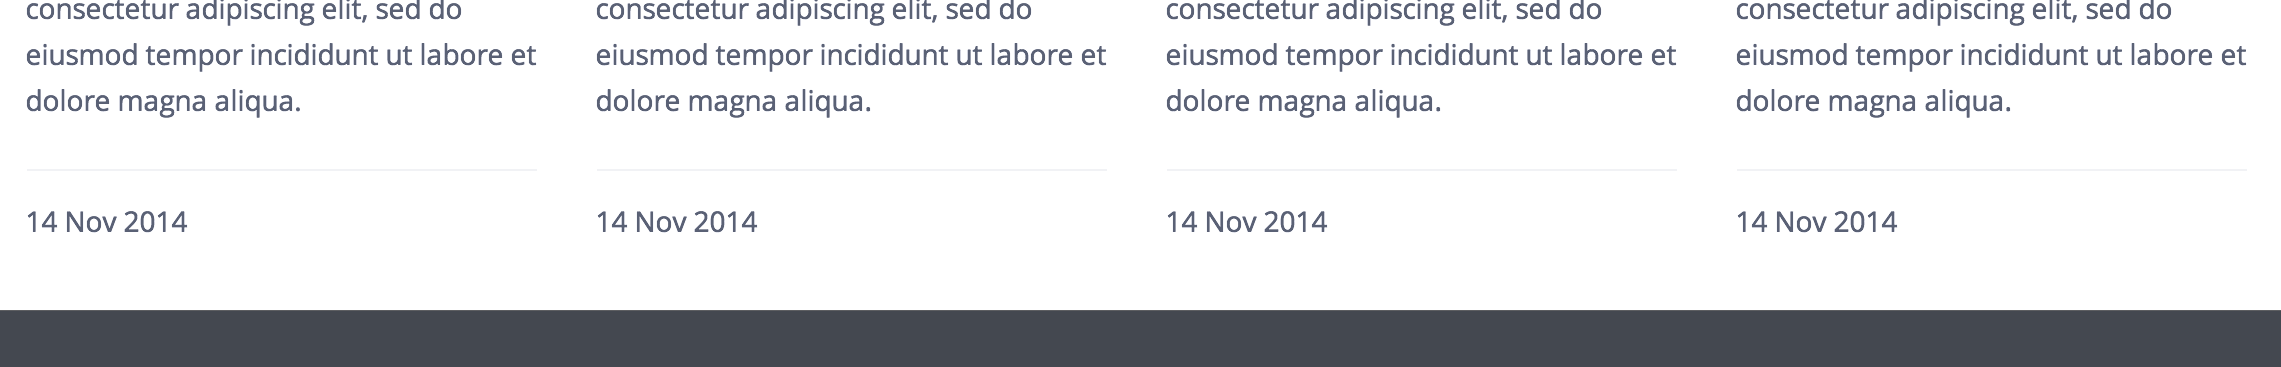 consectetur adipiscing elit, sed do
eiusmod tempor incididunt ut labore et
dolore magna aliqua.
14 Nov 2014
consectetur adipiscing elit, sed do
eiusmod tempor incididunt ut labore et
dolore magna aliqua.
14 Nov 2014
consectetur adipiscing elit, sed do
eiusmod tempor incididunt ut labore et
dolore magna aliqua.
14 Nov 2014
consectetur adipiscing elit, sed do
eiusmod tempor incididunt ut labore et
dolore magna aliqua.
14 Nov 2014